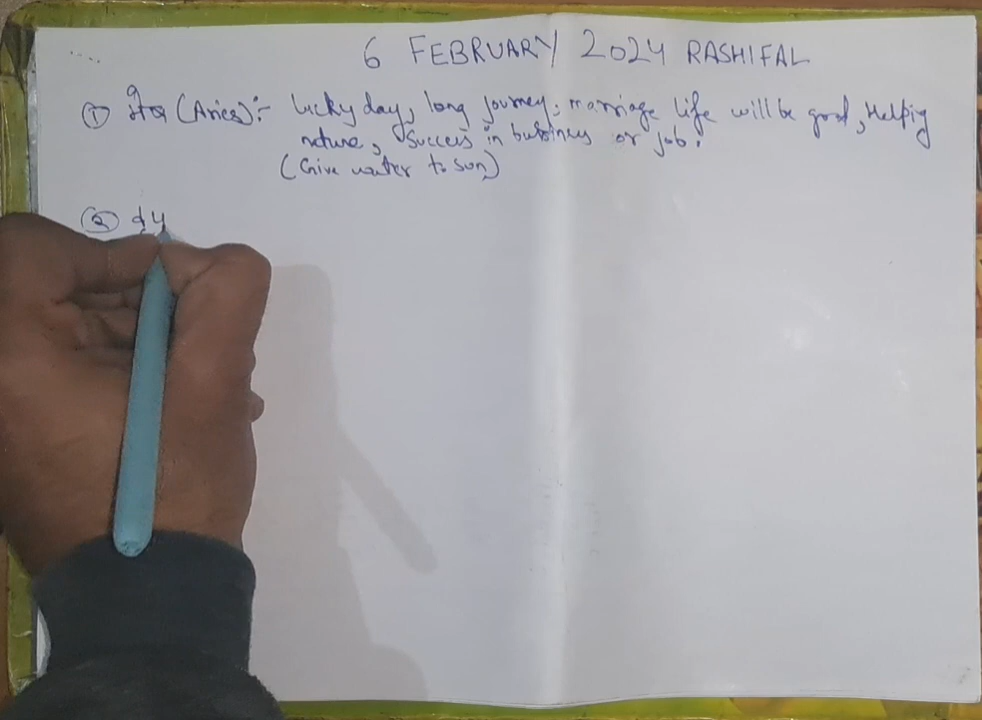 6 FEBRUARY 2024 RASHIFAL
① मेष (Aries):- Lucky day, long journey, marriage life will be good, Helping
nature, success in business or job.
(Give water to sun)
②